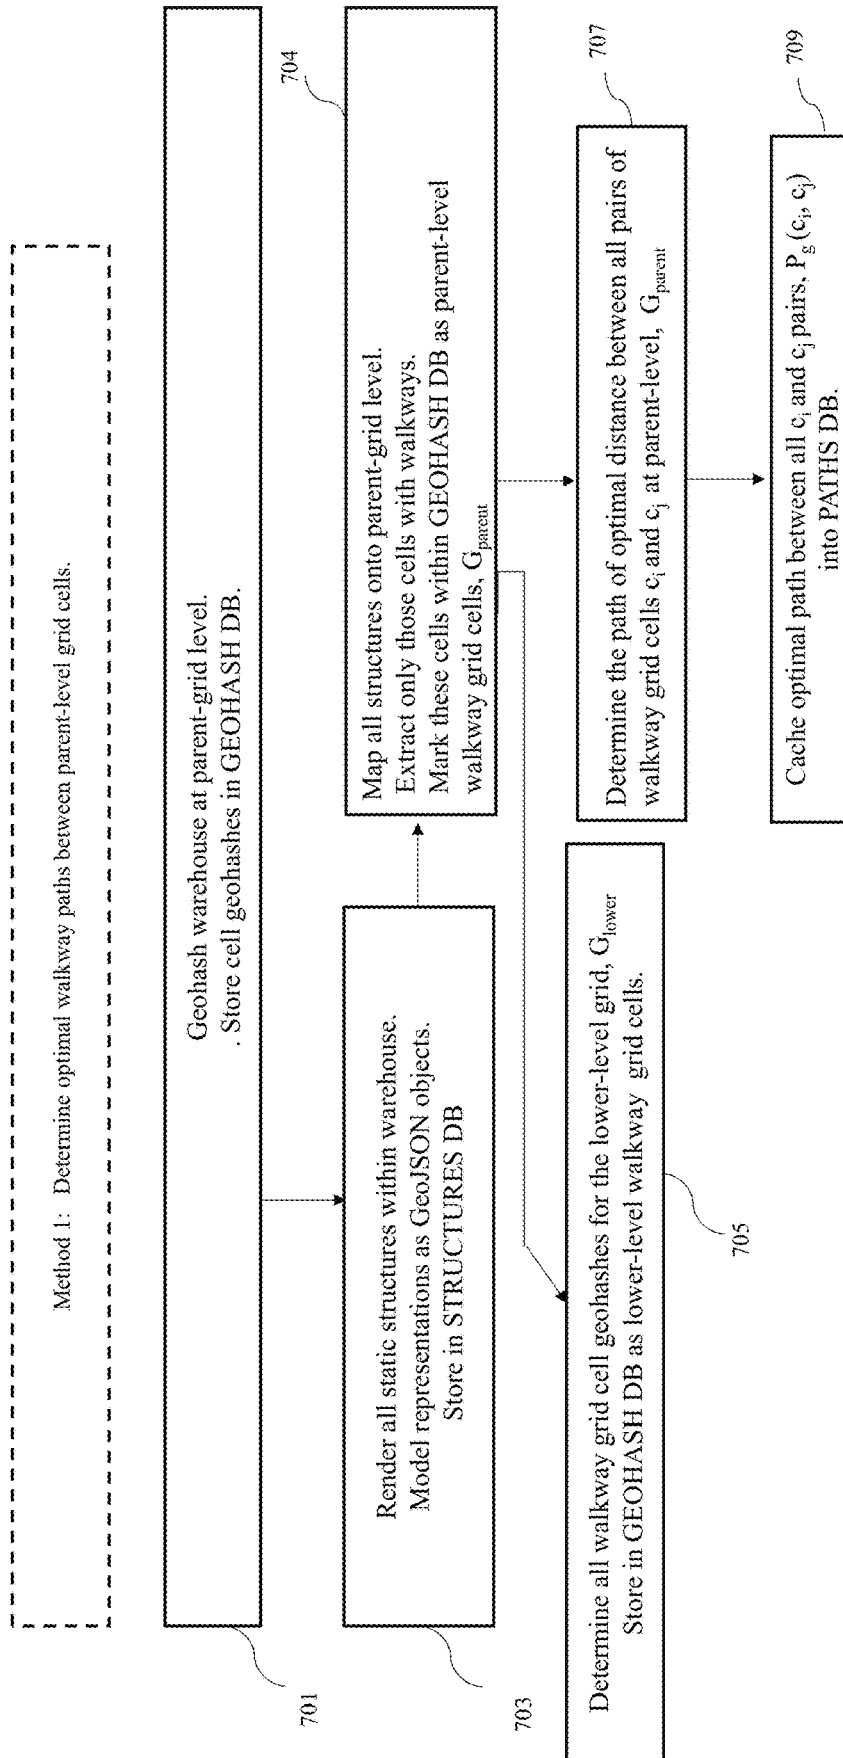 Method 1: Determine optimal walkway paths between parent-level grid cells.
Geohash warehouse at parent-grid level.
. Store cell geohashes in GEOHASH DB.
701
Render all static structures within warehouse.
Model representations as GeoJSON objects.
Store in STRUCTURES DB
703
Map all structures onto parent-grid level.
Extract only those cells with walkways.
Mark these cells within GEOHASH DB as parent-level
walkway grid cells, G_parent
704
Determine all walkway grid cell geohashes for the lower-level grid, G_lower
Store in GEOHASH DB as lower-level walkway grid cells.
705
Determine the path of optimal distance between all pairs of
walkway grid cells c_i and c_j at parent-level, G_parent
707
Cache optimal path between all c_i and c_j pairs, P_g (c_i, c_j)
into PATHS DB.
709